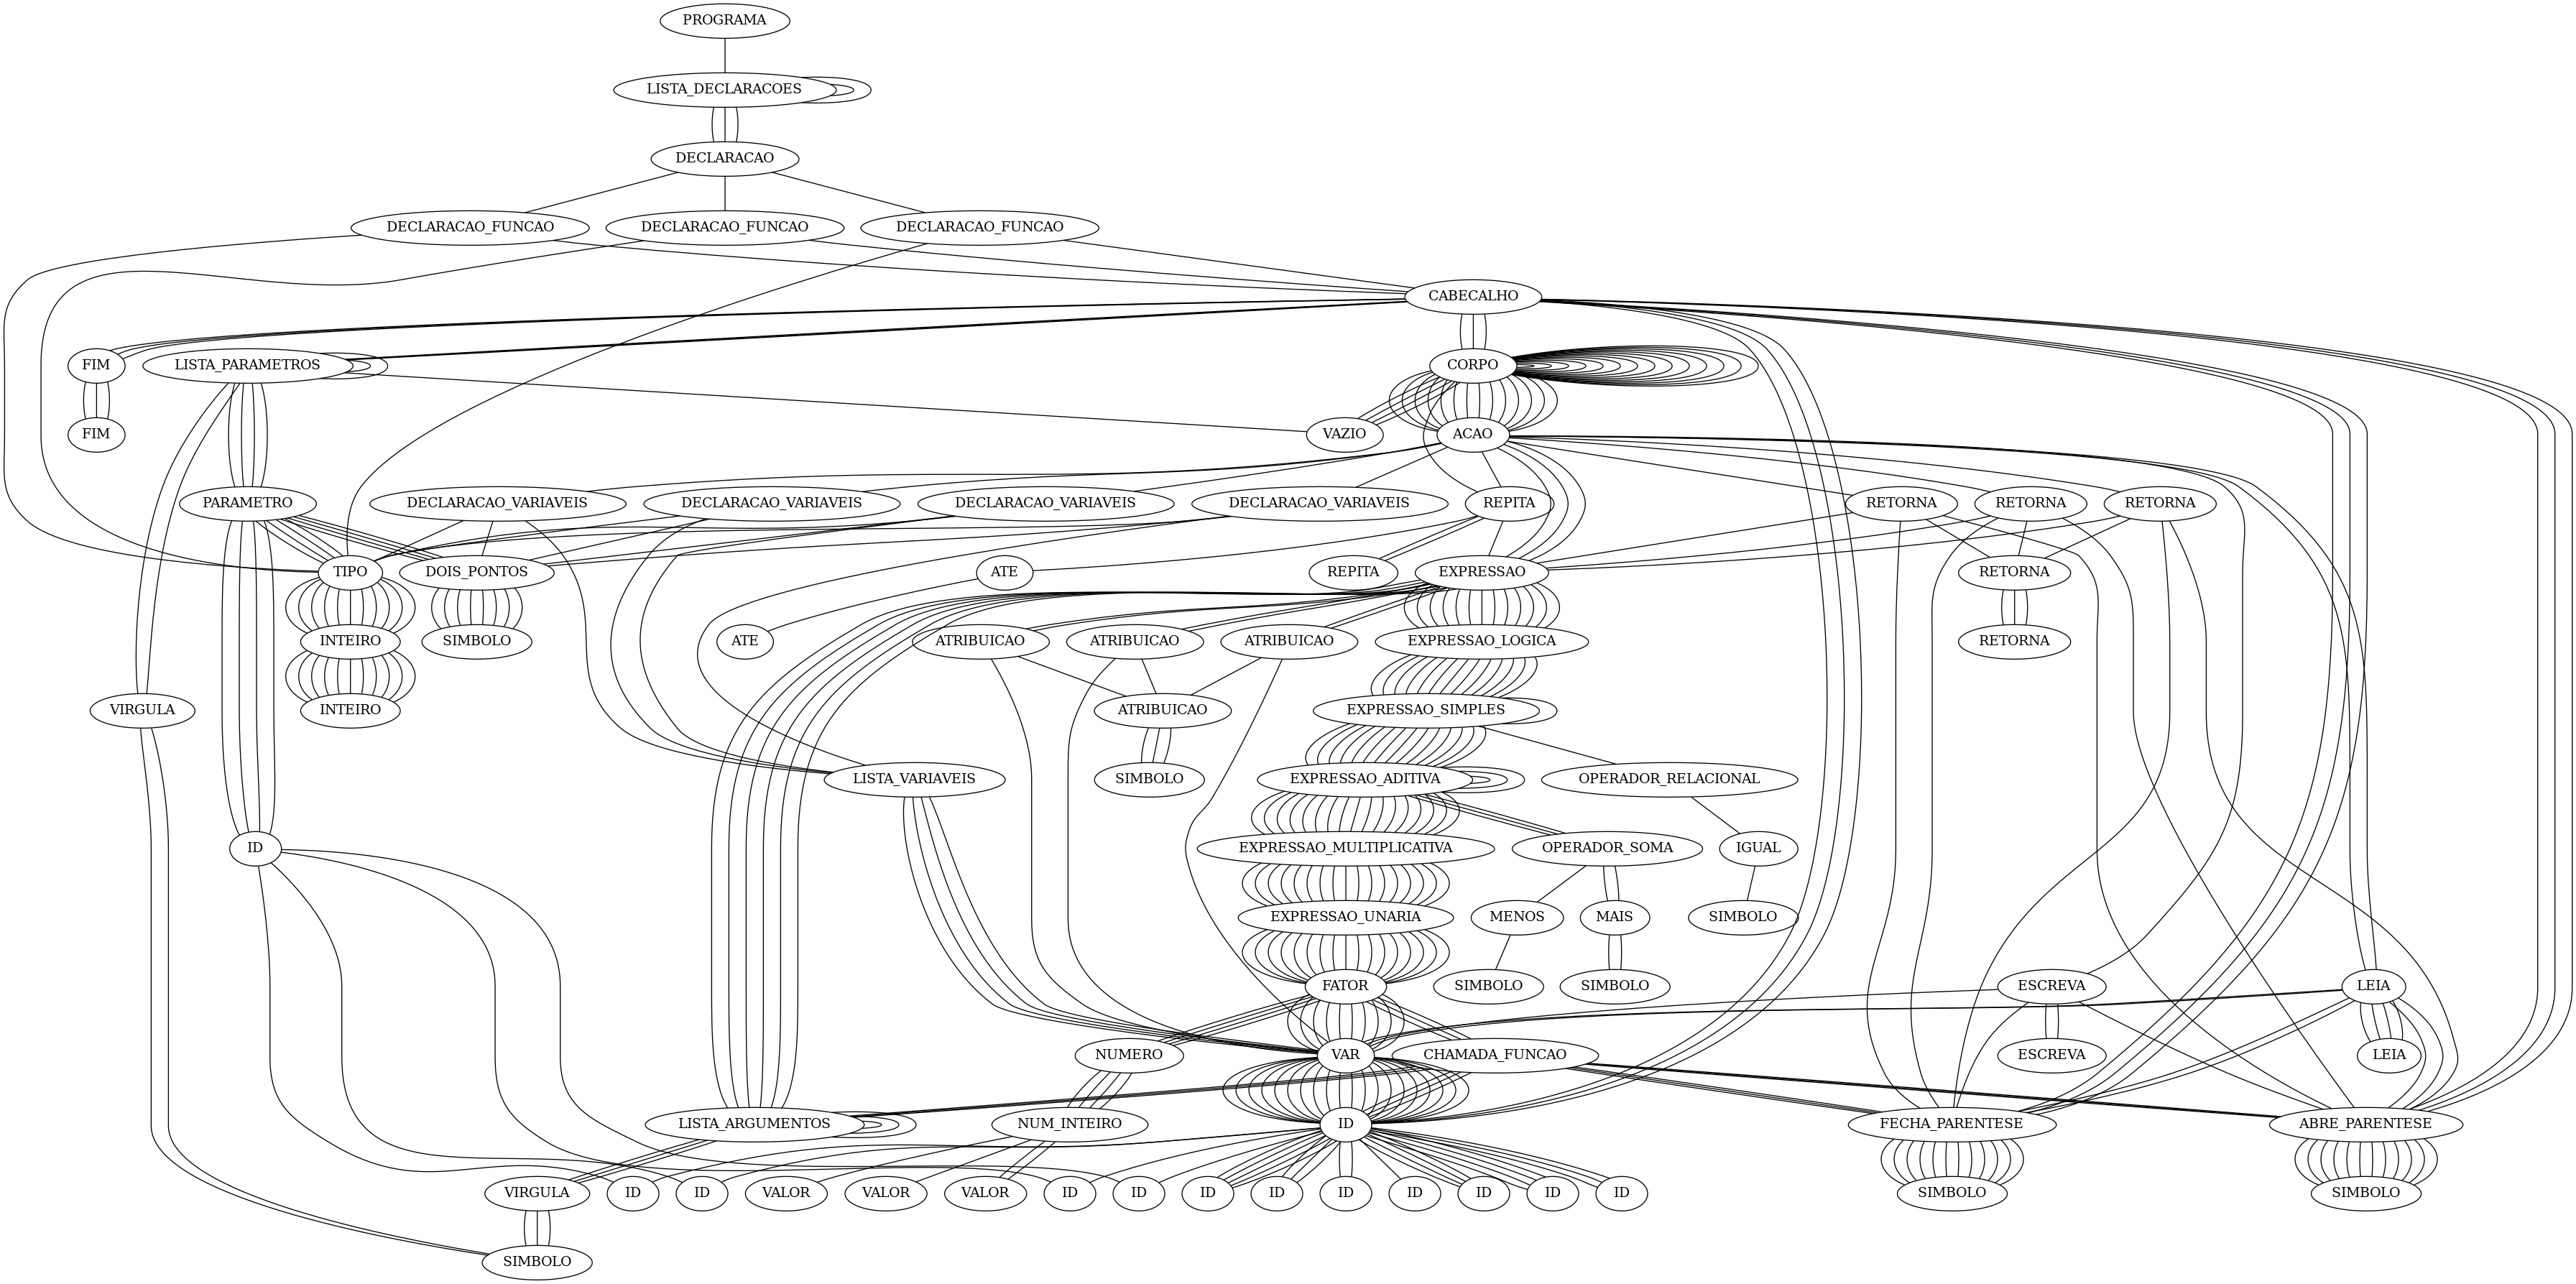 PROGRAMA
LISTA_DECLARACOES
DECLARACAO
DECLARACAO_FUNCAO
DECLARACAO_FUNCAO
DECLARACAO_FUNCAO
CABECALHO
FIM
LISTA_PARAMETROS
CORPO
FIM
VAZIO
ACAO
PARAMETRO
DECLARACAO_VARIAVEIS
DECLARACAO_VARIAVEIS
DECLARACAO_VARIAVEIS
DECLARACAO_VARIAVEIS
REPITA
RETORNA
RETORNA
RETORNA
TIPO
DOIS_PONTOS
ATE
REPITA
EXPRESSAO
RETORNA
INTEIRO
SIMBOLO
ATE
ATRIBUICAO
ATRIBUICAO
ATRIBUICAO
EXPRESSAO_LOGICA
RETORNA
VIRGULA
INTEIRO
ATRIBUICAO
EXPRESSAO_SIMPLES
LISTA_VARIAVEIS
SIMBOLO
EXPRESSAO_ADITIVA
OPERADOR_RELACIONAL
ID
EXPRESSAO_MULTIPLICATIVA
OPERADOR_SOMA
IGUAL
EXPRESSAO_UNARIA
MENOS
MAIS
SIMBOLO
FATOR
SIMBOLO
SIMBOLO
ESCREVA
LEIA
NUMERO
VAR
CHAMADA_FUNCAO
ESCREVA
LEIA
LISTA_ARGUMENTOS
NUM_INTEIRO
ID
FECHA_PARENTESE
ABRE_PARENTESE
VIRGULA
ID
ID
VALOR
VALOR
VALOR
ID
ID
ID
ID
ID
ID
ID
ID
ID
SIMBOLO
SIMBOLO
SIMBOLO